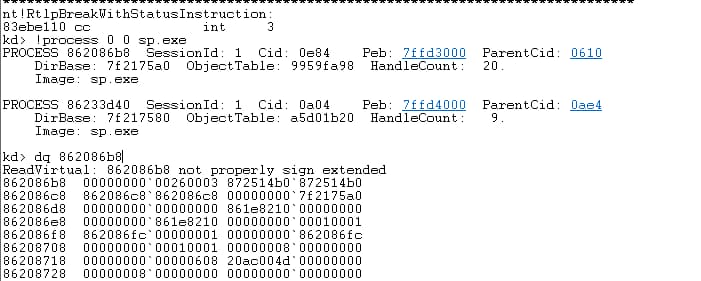 *******************************************************************************
nt!RtlpBreakWithStatusInstruction:
83ebe110 cc              int     3
kd> !process 0 0 sp.exe
PROCESS 862086b8  SessionId: 1  Cid: 0e84    Peb: 7ffd3000  ParentCid: 0610
    DirBase: 7f2175a0  ObjectTable: 9959fa98  HandleCount:  20.
    Image: sp.exe

PROCESS 86233d40  SessionId: 1  Cid: 0a04    Peb: 7ffd4000  ParentCid: 0ae4
    DirBase: 7f217580  ObjectTable: a5d01b20  HandleCount:   9.
    Image: sp.exe

kd> dq 862086b8
ReadVirtual: 862086b8 not properly sign extended
862086b8  00000000`00260003 872514b0`872514b0
862086c8  862086c8`862086c8 00000000`7f2175a0
862086d8  00000000`00000000 861e8210`00000000
862086e8  00000000`861e8210 00000000`00010001
862086f8  862086fc`00000001 00000000`862086fc
86208708  00000000`00010001 00000008`00000000
86208718  00000000`00000608 20ac004d`00000000
86208728  00000008`00000000 00000000`00000000